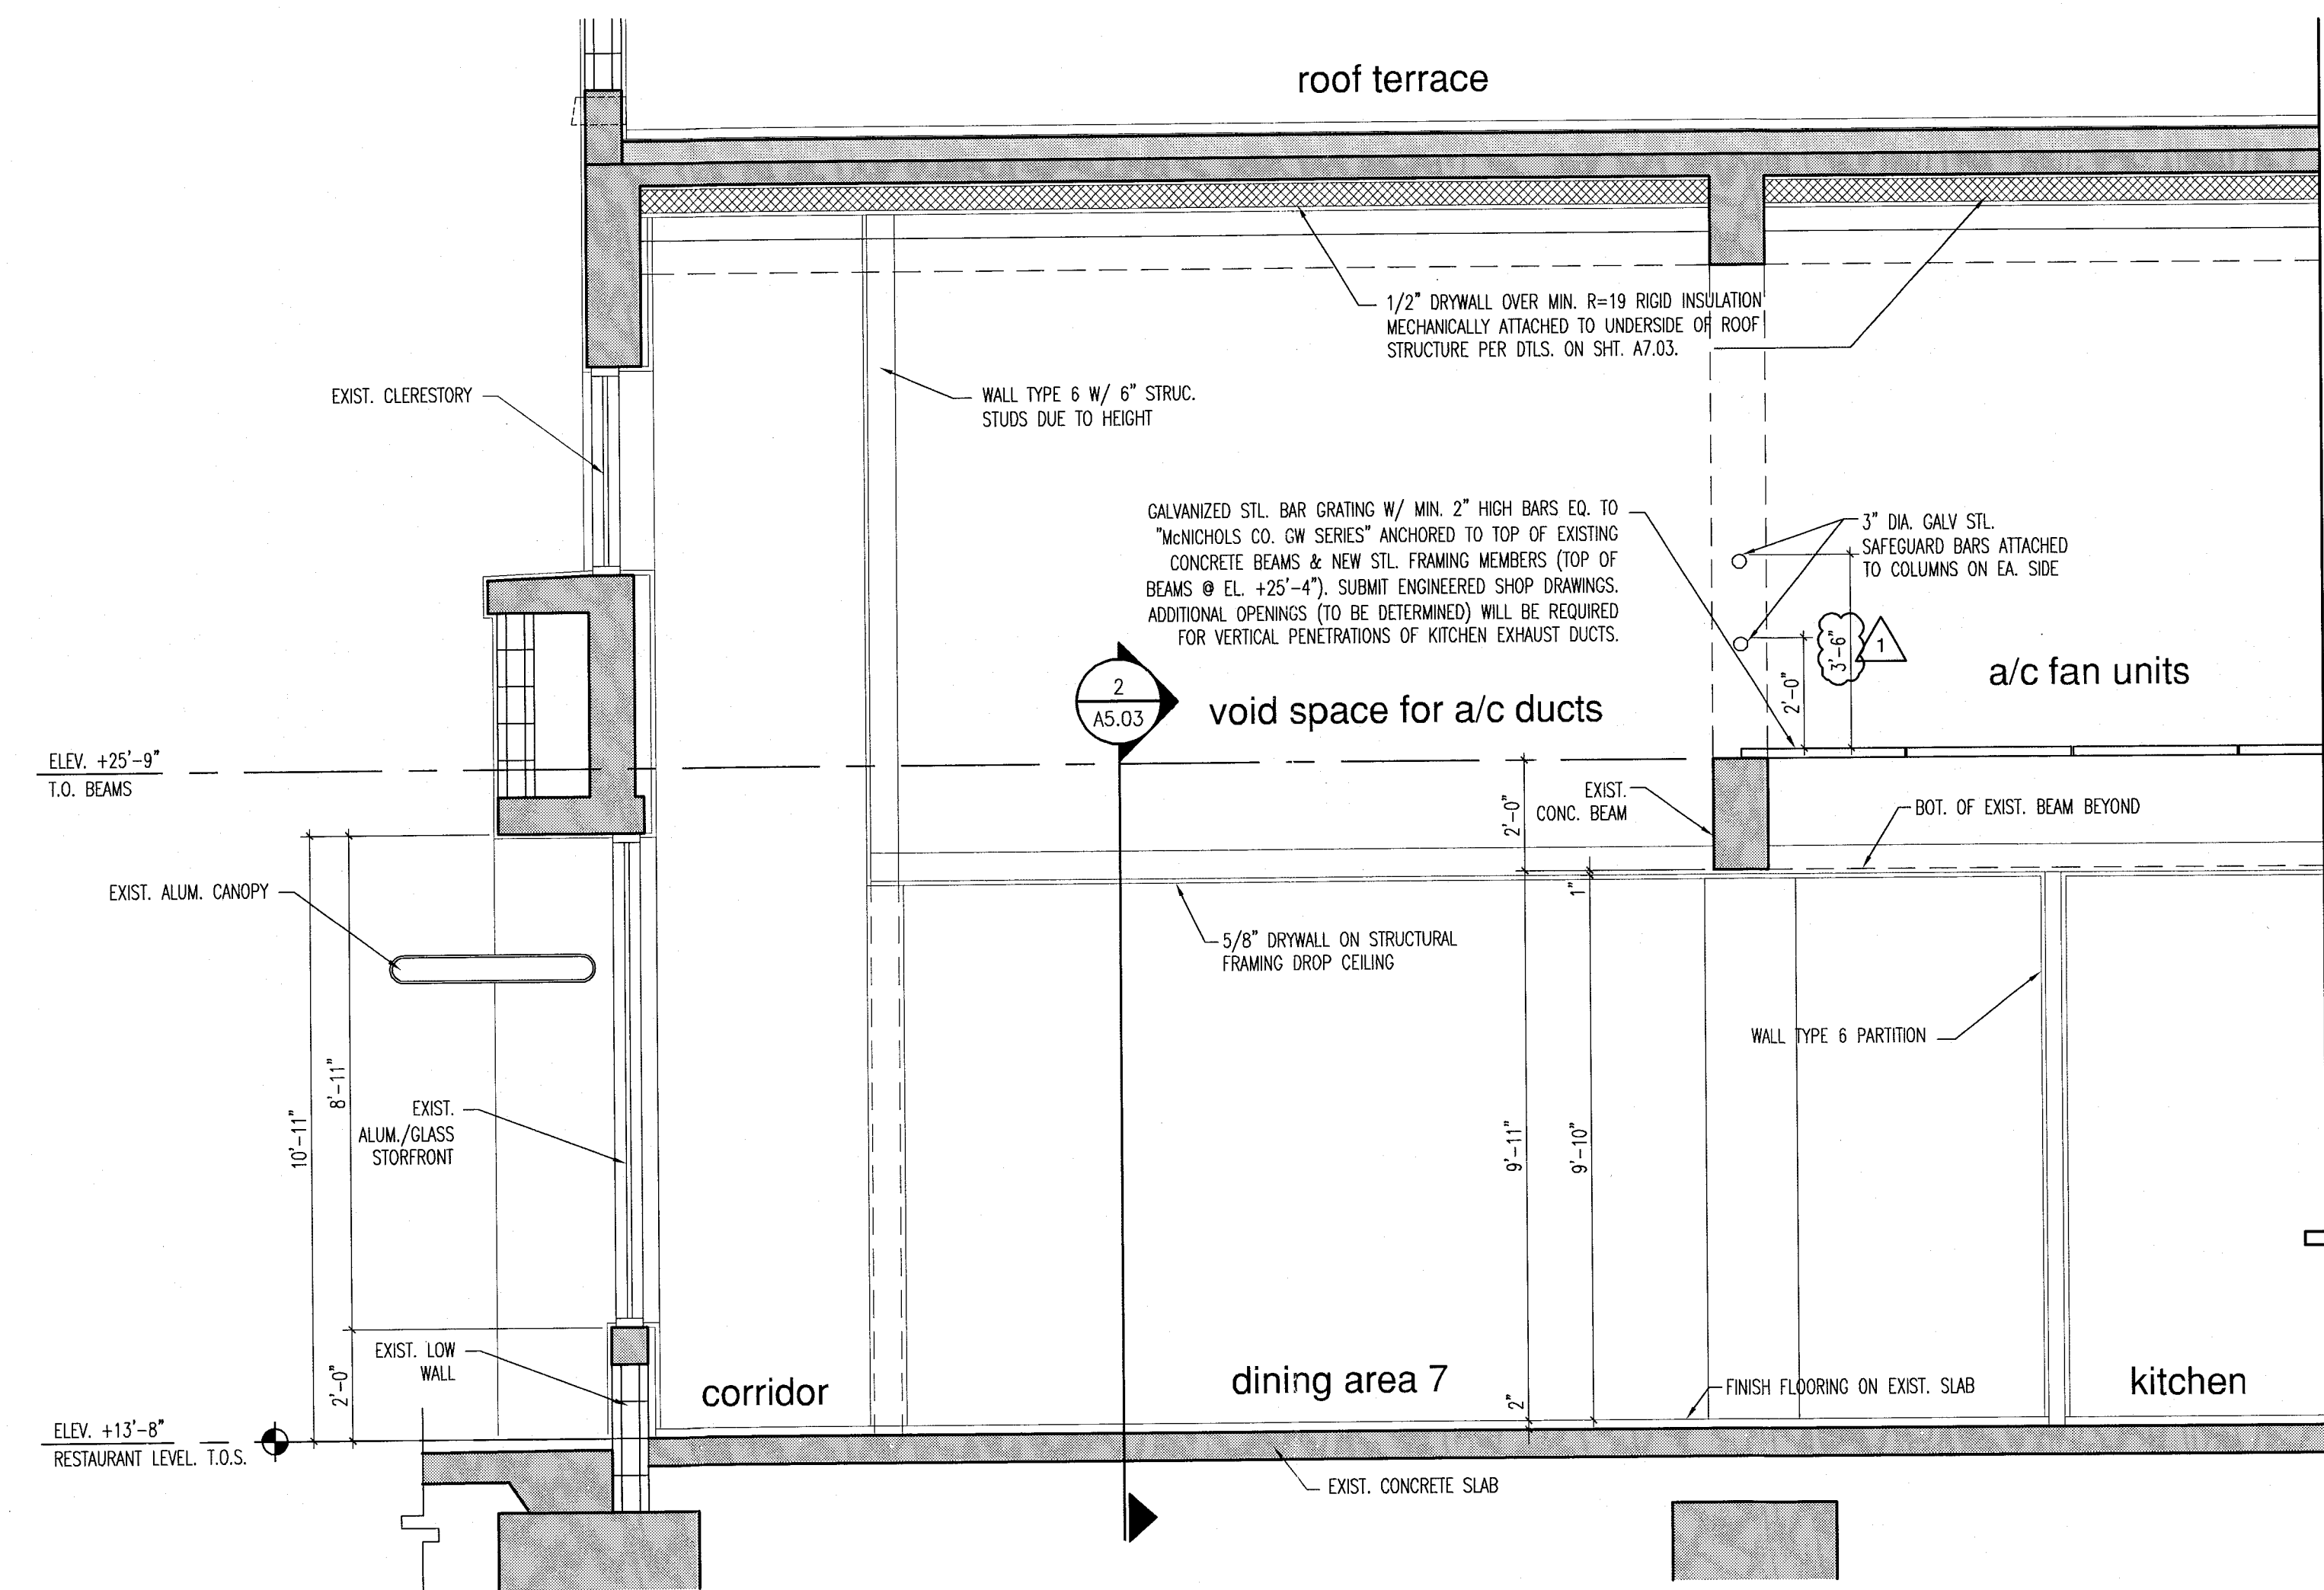 roof terrace
1/2" DRYWALL OVER MIN. R=19 RIGID INSULATION
MECHANICALLY ATTACHED TO UNDERSIDE OF ROOF
STRUCTURE PER DTLS. ON SHT. A7.03.
EXIST. CLERESTORY
WALL TYPE 6 W/ 6" STRUC.
STUDS DUE TO HEIGHT
GALVANIZED STL. BAR GRATING W/ MIN. 2" HIGH BARS EQ. TO
"McNICHOLS CO. GW SERIES" ANCHORED TO TOP OF EXISTING
CONCRETE BEAMS & NEW STL. FRAMING MEMBERS (TOP OF
BEAMS @ EL. +25'-4"). SUBMIT ENGINEERED SHOP DRAWINGS.
ADDITIONAL OPENINGS (TO BE DETERMINED) WILL BE REQUIRED
FOR VERTICAL PENETRATIONS OF KITCHEN EXHAUST DUCTS.
3" DIA. GALV STL.
SAFEGUARD BARS ATTACHED
TO COLUMNS ON EA. SIDE
3'-6"
1
2'-0"
a/c fan units
2
A5.03
void space for a/c ducts
ELEV. +25'-9"
T.O. BEAMS
2'-0"
EXIST.
CONC. BEAM
BOT. OF EXIST. BEAM BEYOND
EXIST. ALUM. CANOPY
1"
5/8" DRYWALL ON STRUCTURAL
FRAMING DROP CEILING
WALL TYPE 6 PARTITION
10'-11"
8'-11"
EXIST.
ALUM./GLASS
STORFRONT
9'-11"
9'-10"
EXIST. LOW
WALL
2'-0"
corridor
dining area 7
2"
FINISH FLOORING ON EXIST. SLAB
kitchen
ELEV. +13'-8"
RESTAURANT LEVEL. T.O.S.
EXIST. CONCRETE SLAB